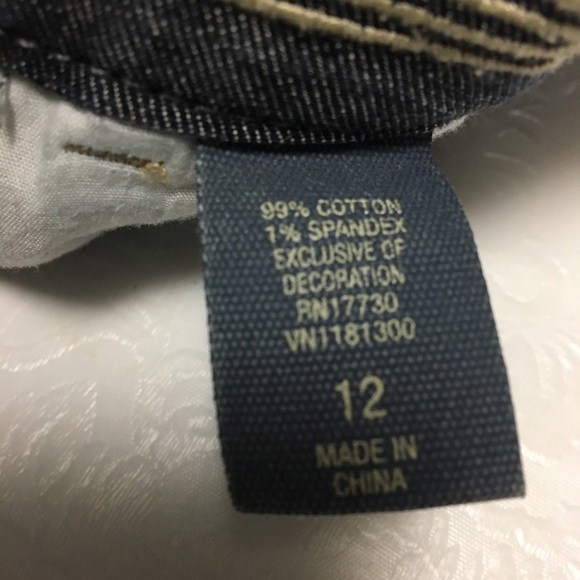 99% COTTON
1% SPANDEX
EXCLUSIVE OF
DECORATION
RN17730
VN1181300
12
MADE IN
CHINA